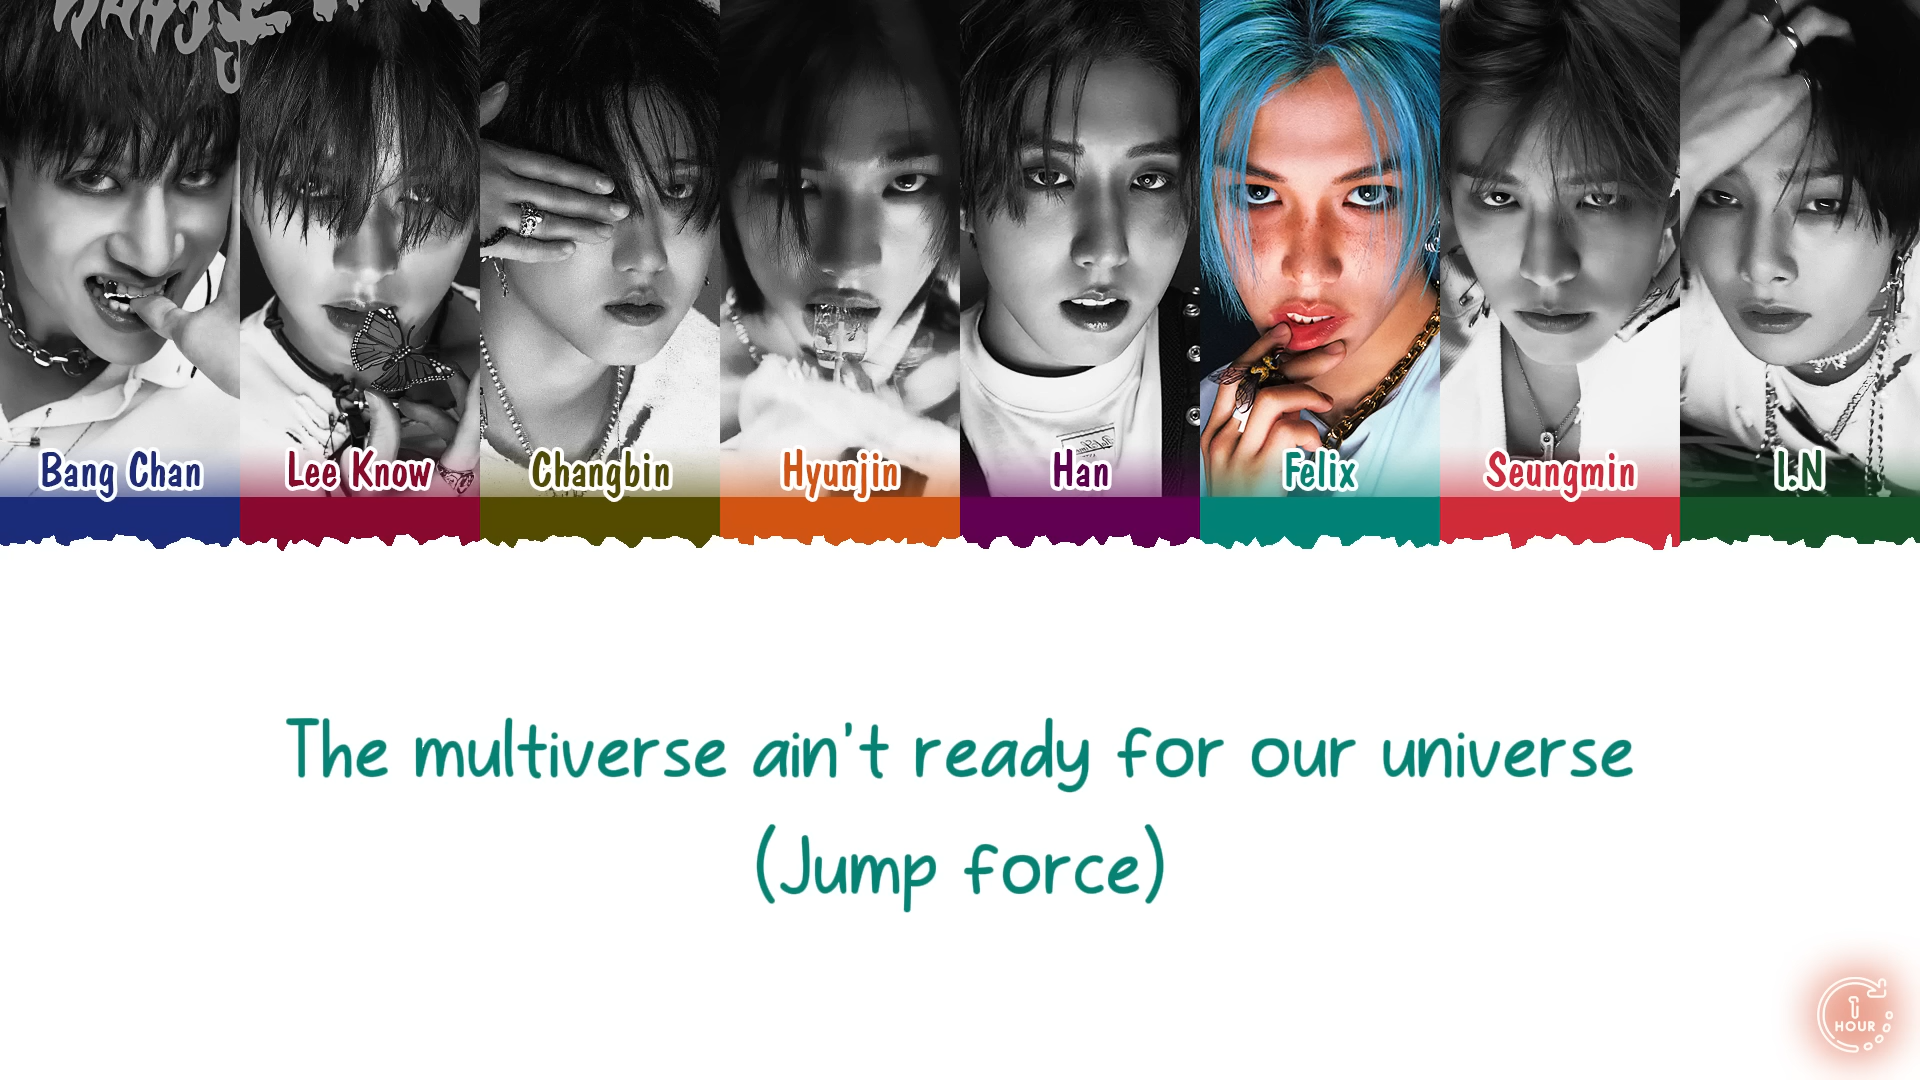 Bang Chan
Lee Know
Changbin
Hyunjin
Han
Felix
Seungmin
I.N
The multiverse ain't ready for our universe
(Jump force)
1
HOUR